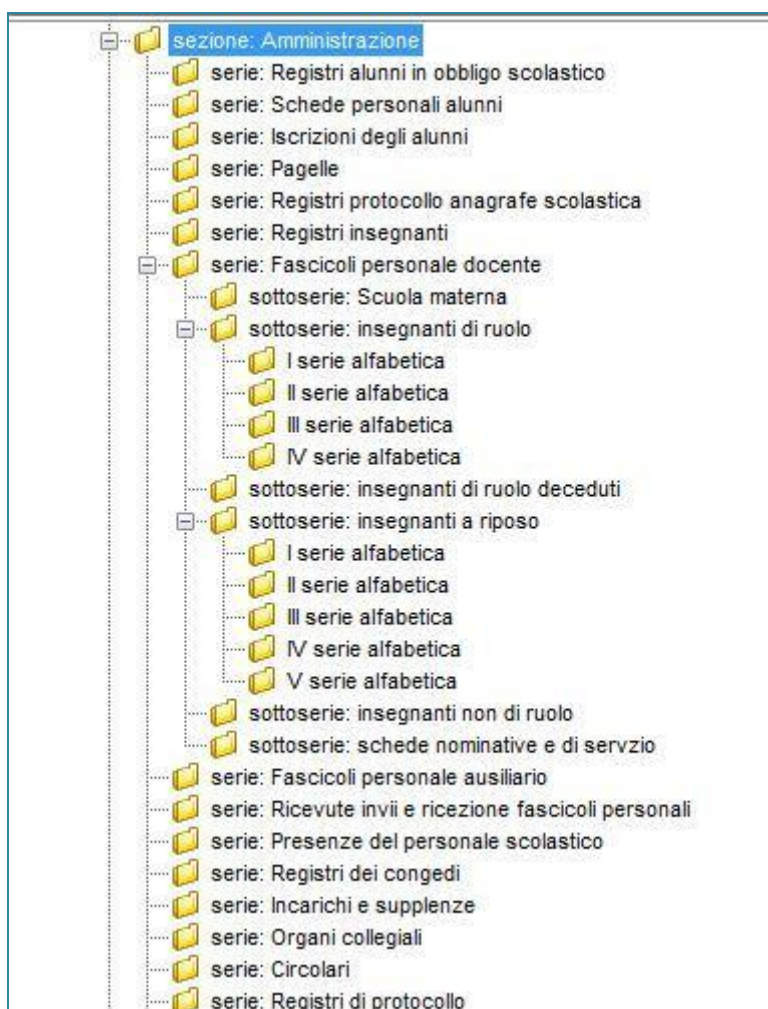 sezione: Amministrazione
serie: Registri alunni in obbligo scolastico
serie: Schede personali alunni
serie: Iscrizioni degli alunni
serie: Pagelle
serie: Registri protocollo anagrafe scolastica
serie: Registri insegnanti
serie: Fascicoli personale docente
sottoserie: Scuola materna
sottoserie: insegnanti di ruolo
I serie alfabetica
II serie alfabetica
III serie alfabetica
IV serie alfabetica
sottoserie: insegnanti di ruolo deceduti
sottoserie: insegnanti a riposo
I serie alfabetica
II serie alfabetica
III serie alfabetica
IV serie alfabetica
V serie alfabetica
sottoserie: insegnanti non di ruolo
sottoserie: schede nominative e di servzio
serie: Fascicoli personale ausiliario
serie: Ricevute invii e ricezione fascicoli personali
serie: Presenze del personale scolastico
serie: Registri dei congedi
serie: Incarichi e supplenze
serie: Organi collegiali
serie: Circolari
serie: Registri di protocollo